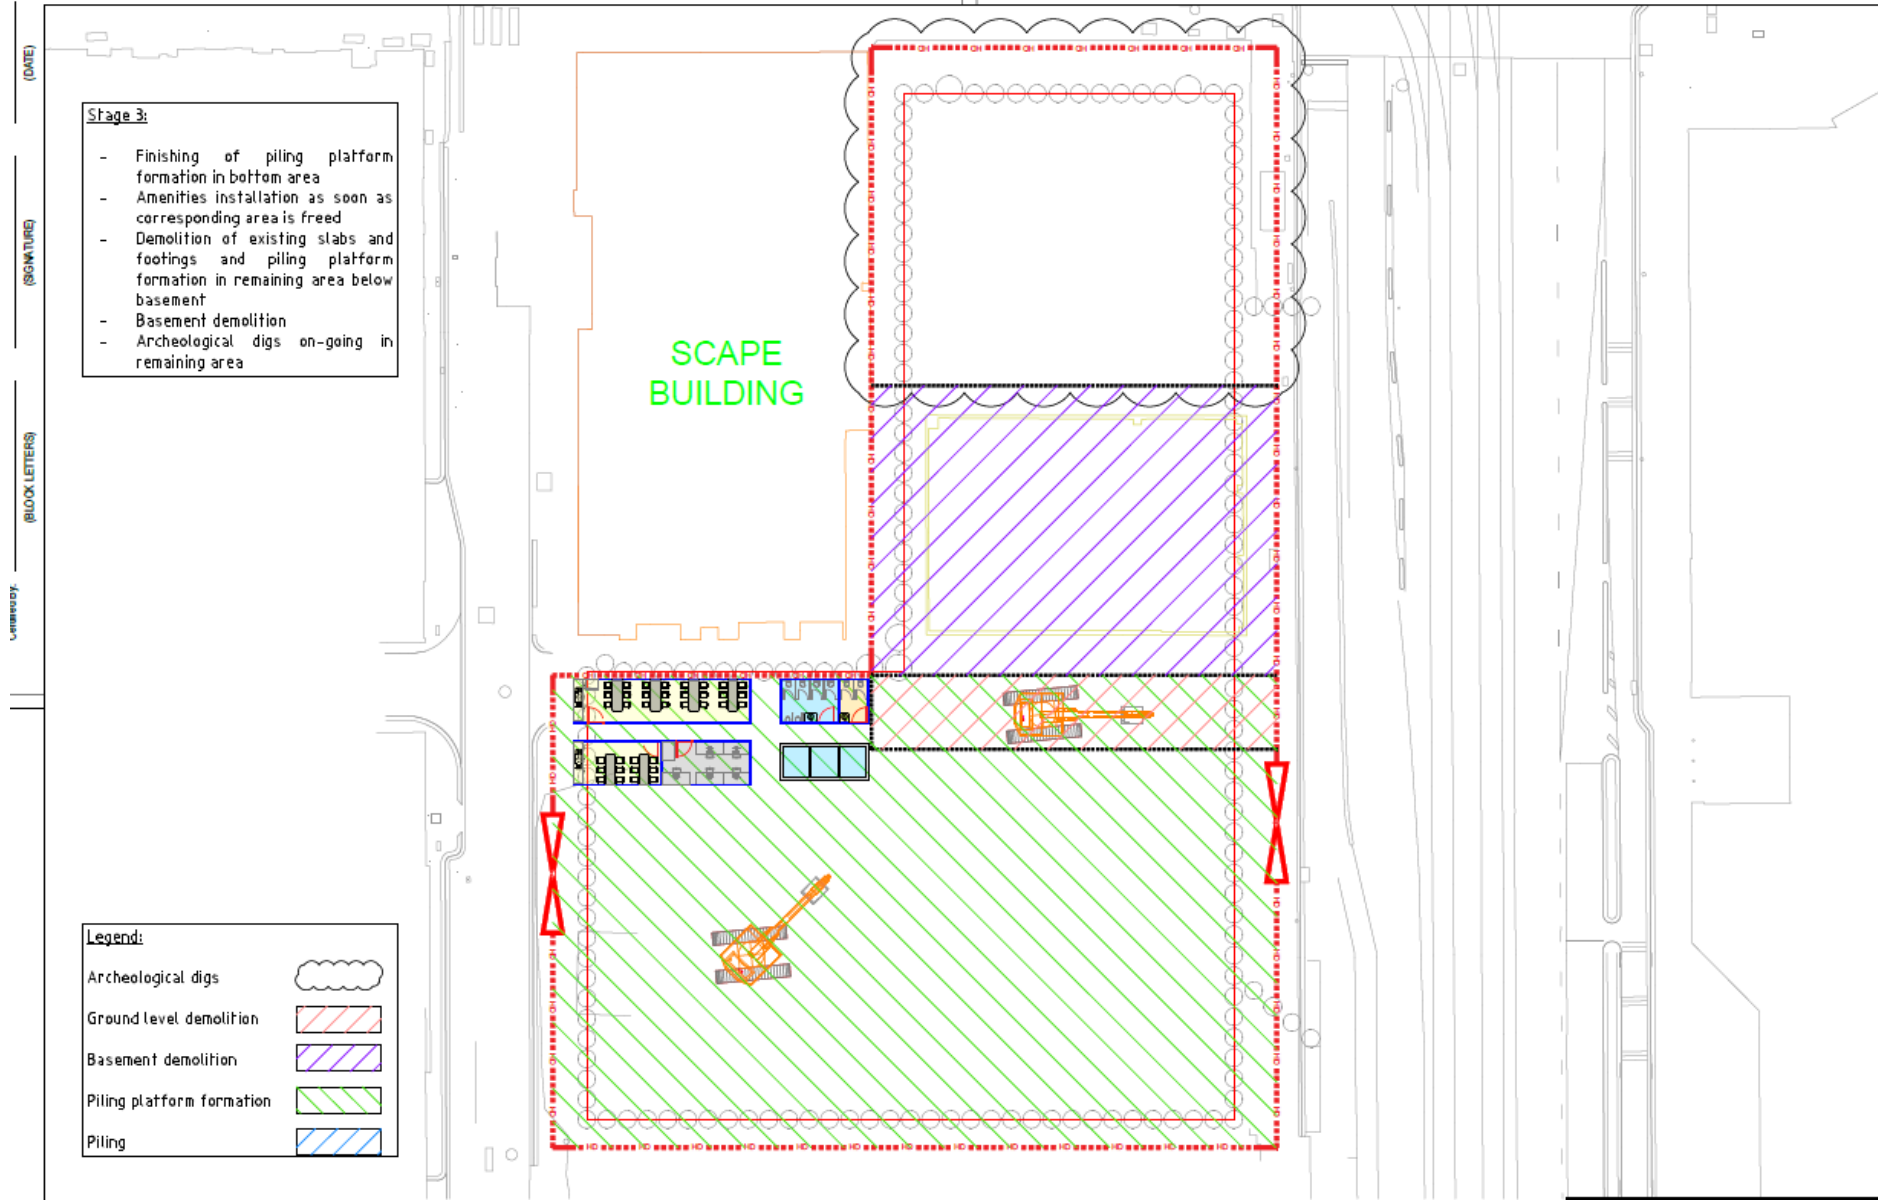 (DATE)
(SIGNATURE)
(BLOCK LETTERS)
Stage 3:
- Finishing of piling platform
formation in bottom area
- Amenities installation as soon as
corresponding area is freed
- Demolition of existing slabs and
footings and piling platform
formation in remaining area below
basement
- Basement demolition
- Archeological digs on-going in
remaining area
SCAPE
BUILDING
Legend:
Archeological digs
Ground level demolition
Basement demolition
Piling platform formation
Piling